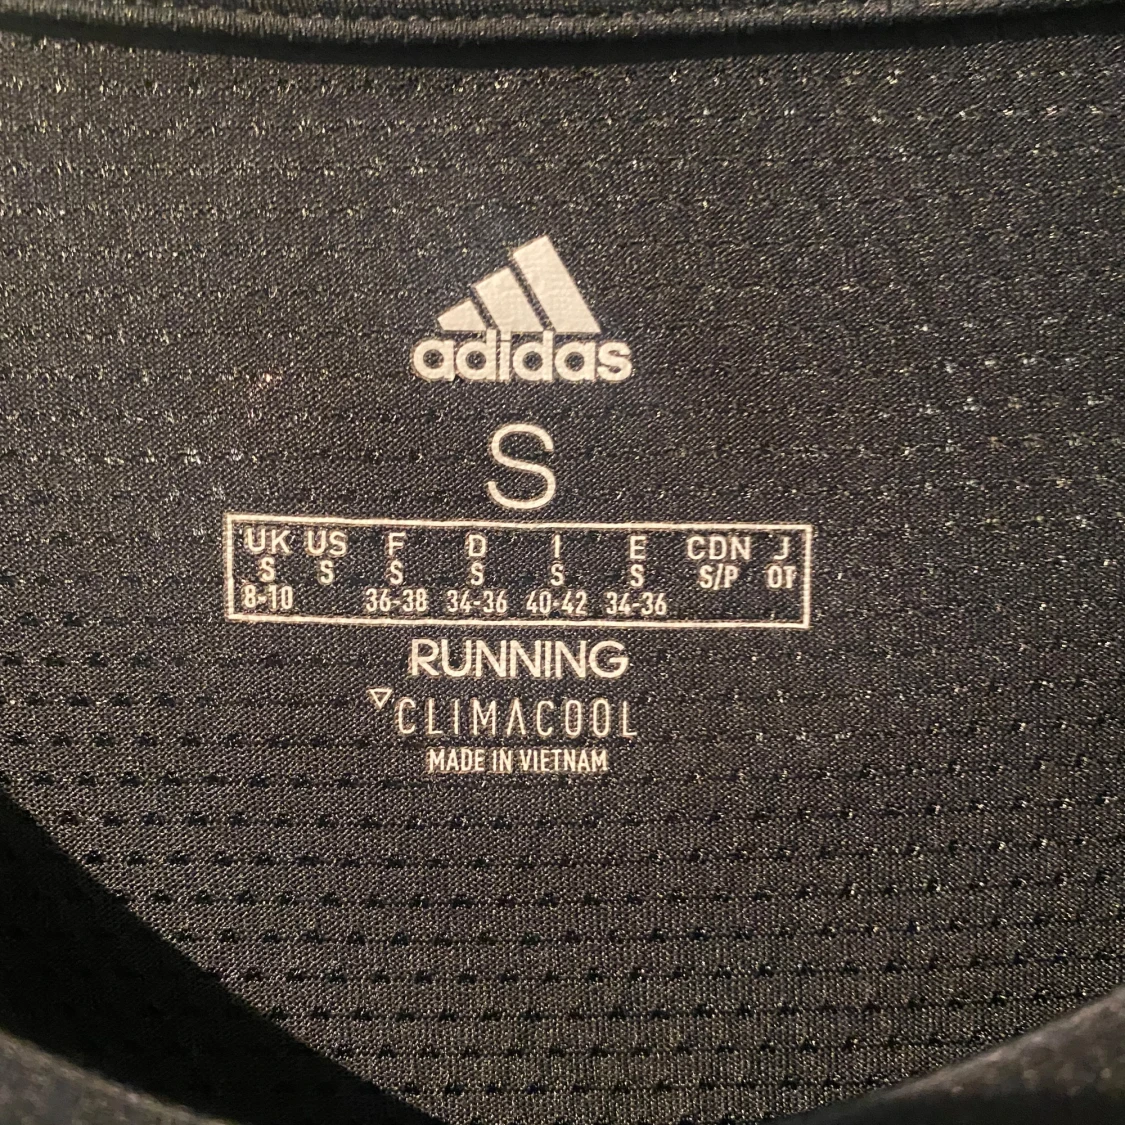 adidas
S
UK US F D I E CDN J
S S S S S S S/P OT
8-10 36-38 34-36 40-42 34-36
RUNNING
CLIMACOOL
MADE IN VIETNAM